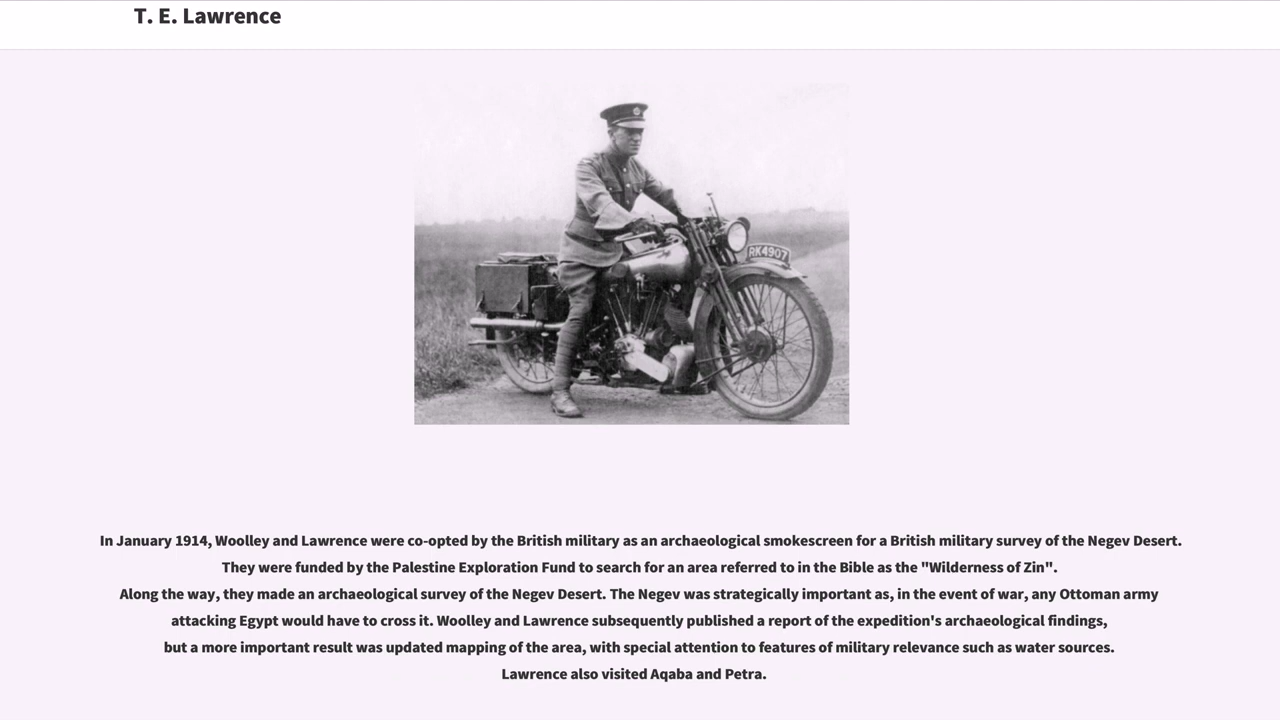 T. E. Lawrence
RK4907
In January 1914, Woolley and Lawrence were co-opted by the British military as an archaeological smokescreen for a British military survey of the Negev Desert.
They were funded by the Palestine Exploration Fund to search for an area referred to in the Bible as the "Wilderness of Zin".
Along the way, they made an archaeological survey of the Negev Desert. The Negev was strategically important as, in the event of war, any Ottoman army
attacking Egypt would have to cross it. Woolley and Lawrence subsequently published a report of the expedition's archaeological findings,
but a more important result was updated mapping of the area, with special attention to features of military relevance such as water sources.
Lawrence also visited Aqaba and Petra.